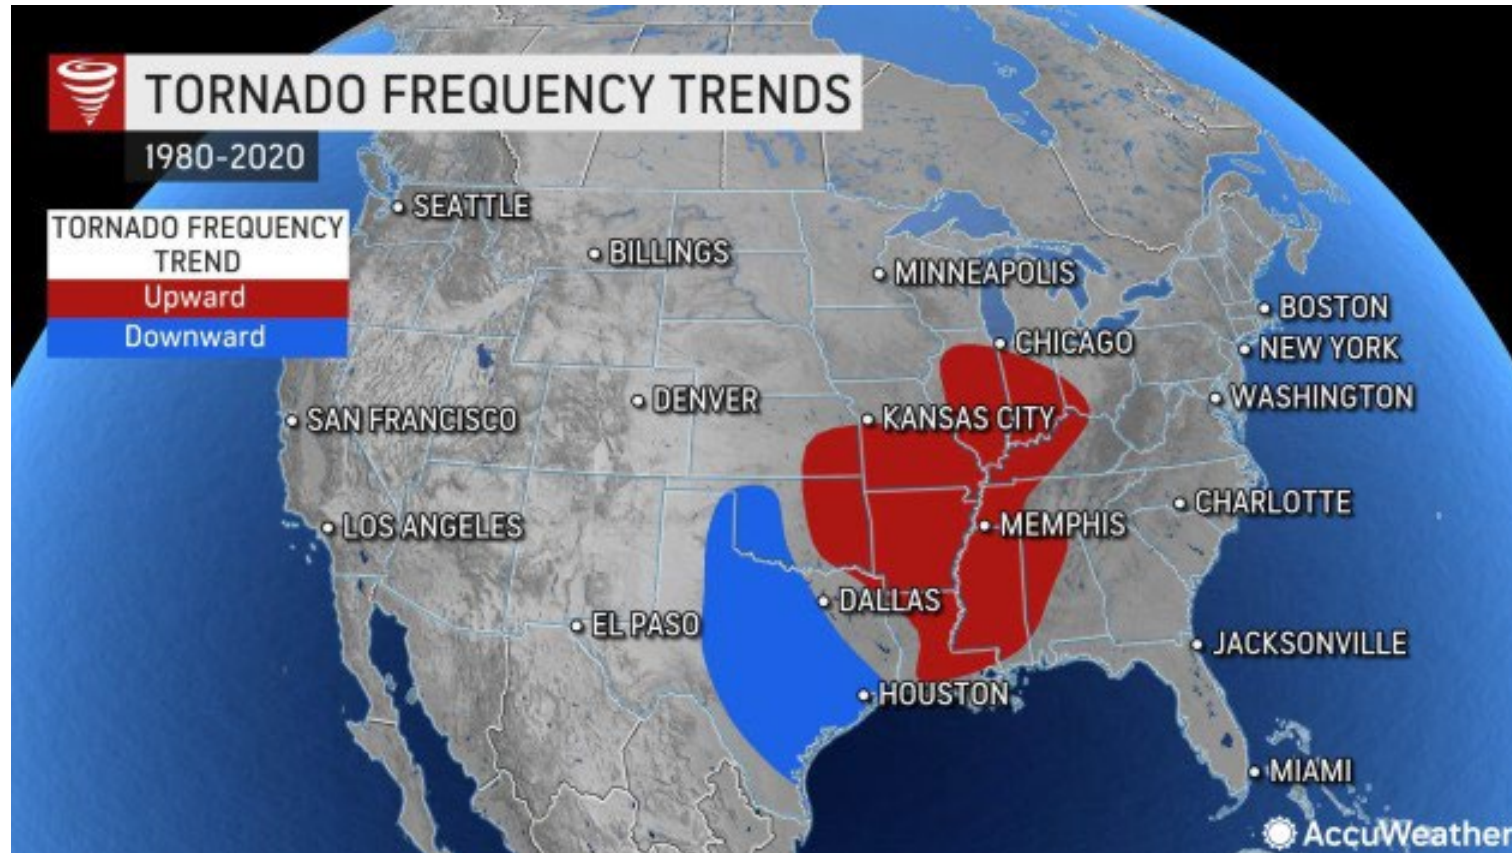 TORNADO FREQUENCY TRENDS
1980-2020
TORNADO FREQUENCY
TREND
Upward
Downward
SEATTLE
BILLINGS
MINNEAPOLIS
BOSTON
CHICAGO
NEW YORK
DENVER
WASHINGTON
SAN FRANCISCO
KANSAS CITY
CHARLOTTE
LOS ANGELES
MEMPHIS
DALLAS
EL PASO
JACKSONVILLE
HOUSTON
MIAMI
AccuWeather